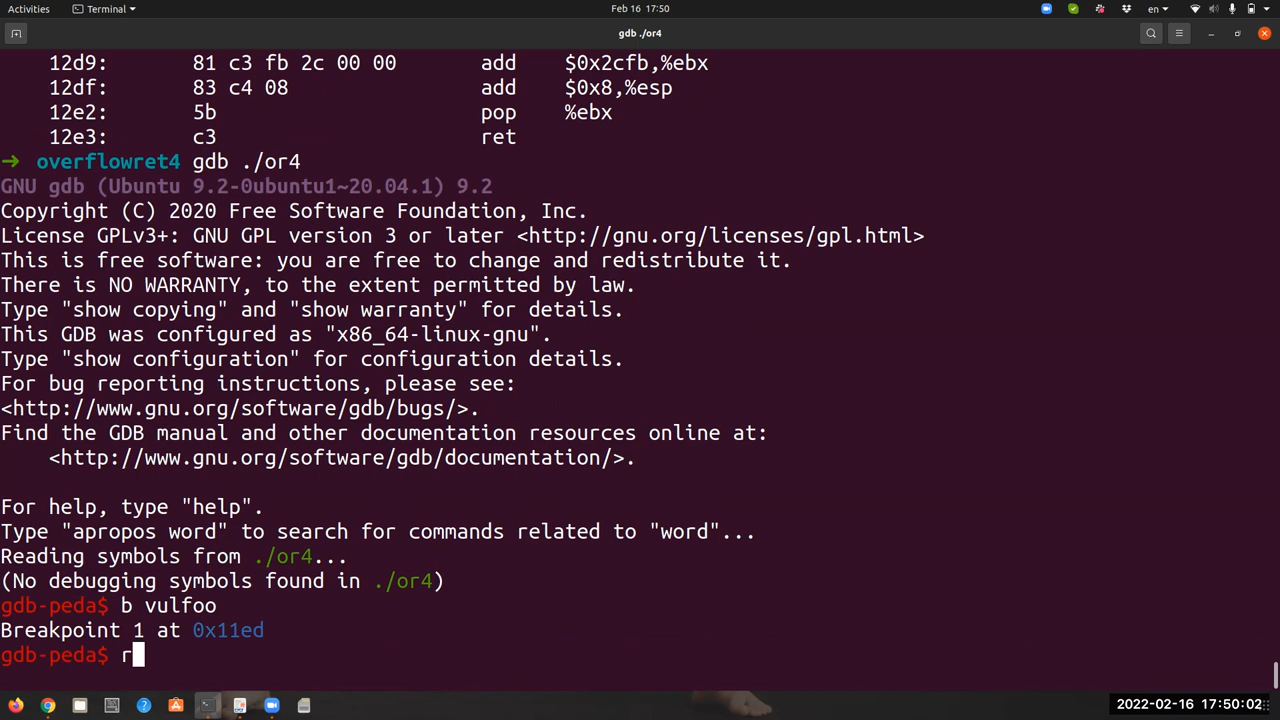 Activities
Terminal
Feb 16 17:50
en
gdb ./or4
12d9: 81 c3 fb 2c 00 00 add $0x2cfb,%ebx
12df: 83 c4 08 add $0x8,%esp
12e2: 5b pop %ebx
12e3: c3 ret
→ overflowret4 gdb ./or4
GNU gdb (Ubuntu 9.2-0ubuntu1~20.04.1) 9.2
Copyright (C) 2020 Free Software Foundation, Inc.
License GPLv3+: GNU GPL version 3 or later <http://gnu.org/licenses/gpl.html>
This is free software: you are free to change and redistribute it.
There is NO WARRANTY, to the extent permitted by law.
Type "show copying" and "show warranty" for details.
This GDB was configured as "x86_64-linux-gnu".
Type "show configuration" for configuration details.
For bug reporting instructions, please see:
<http://www.gnu.org/software/gdb/bugs/>.
Find the GDB manual and other documentation resources online at:
<http://www.gnu.org/software/gdb/documentation/>.
For help, type "help".
Type "apropos word" to search for commands related to "word"...
Reading symbols from ./or4...
(No debugging symbols found in ./or4)
gdb-peda$ b vulfoo
Breakpoint 1 at 0x11ed
gdb-peda$ r
2022-02-16 17:50:02